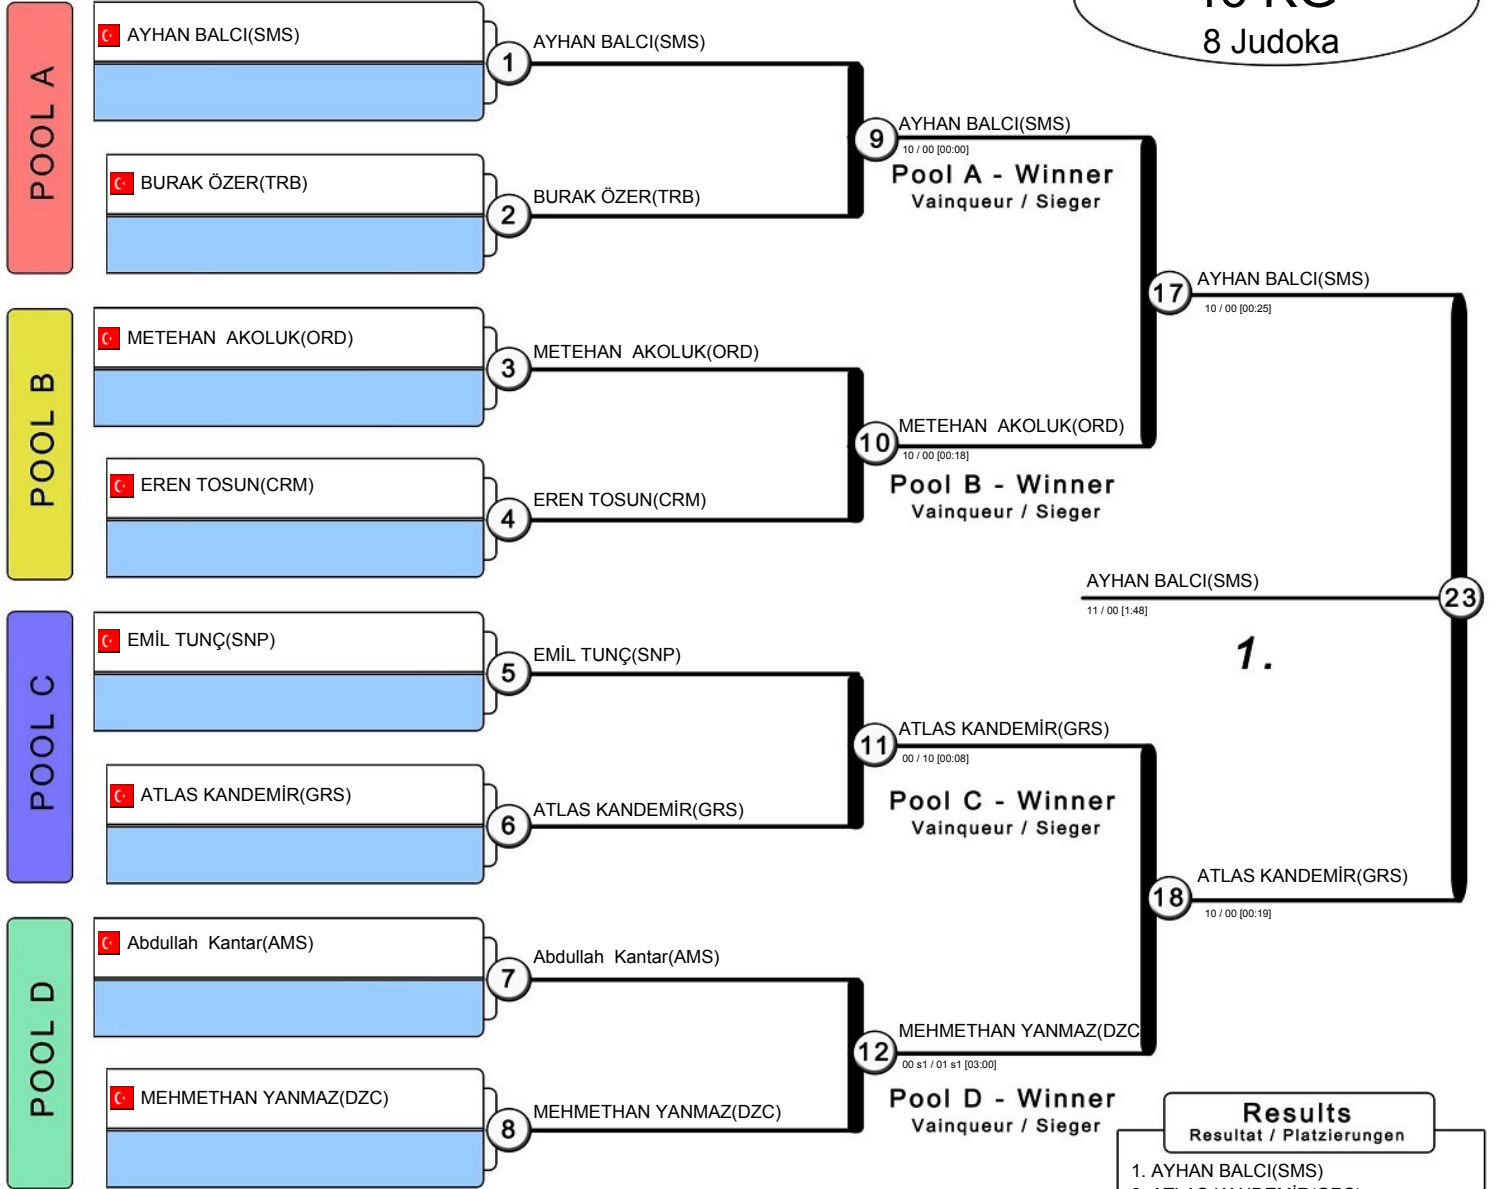 8 Judoka
POOL A
AYHAN BALCI(SMS)
1
AYHAN BALCI(SMS)
BURAK ÖZER(TRB)
2
BURAK ÖZER(TRB)
9
AYHAN BALCI(SMS)
10 / 00 [00:00]
Pool A - Winner
Vainqueur / Sieger
POOL B
METEHAN AKOLUK(ORD)
3
METEHAN AKOLUK(ORD)
EREN TOSUN(CRM)
4
EREN TOSUN(CRM)
10
METEHAN AKOLUK(ORD)
10 / 00 [00:18]
Pool B - Winner
Vainqueur / Sieger
17
AYHAN BALCI(SMS)
10 / 00 [00:25]
POOL C
EMİL TUNÇ(SNP)
5
EMİL TUNÇ(SNP)
ATLAS KANDEMİR(GRS)
6
ATLAS KANDEMİR(GRS)
11
ATLAS KANDEMİR(GRS)
00 / 10 [00:08]
Pool C - Winner
Vainqueur / Sieger
POOL D
Abdullah Kantar(AMS)
7
Abdullah Kantar(AMS)
MEHMETHAN YANMAZ(DZC)
8
MEHMETHAN YANMAZ(DZC)
12
MEHMETHAN YANMAZ(DZC
00 s1 / 01 s1 [03:00]
Pool D - Winner
Vainqueur / Sieger
18
ATLAS KANDEMİR(GRS)
10 / 00 [00:19]
AYHAN BALCI(SMS)
23
11 / 00 [1:48]
1.
Results
Resultat / Platzierungen
1. AYHAN BALCI(SMS)